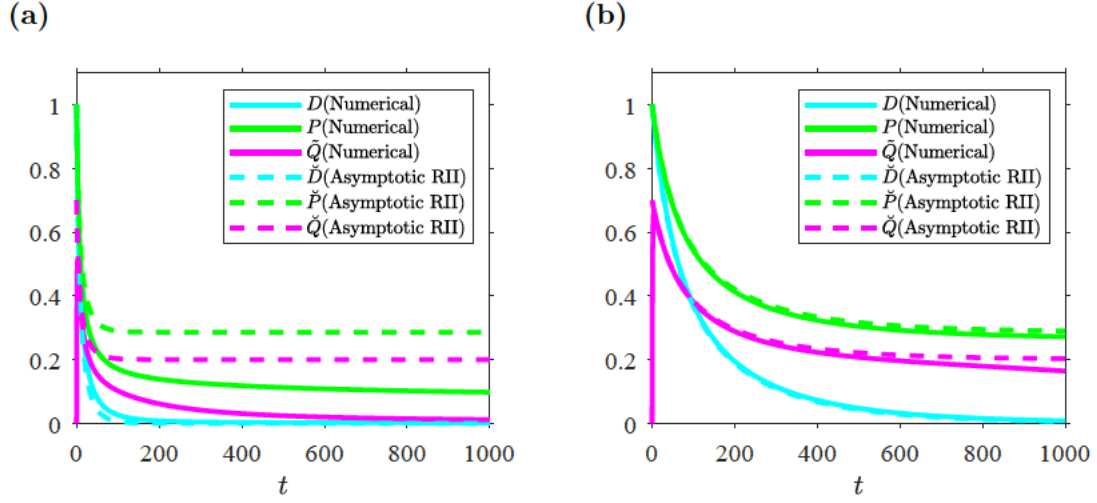 (a)
D(Numerical)
P(Numerical)
Q̃(Numerical)
D̆(Asymptotic RII)
P̆(Asymptotic RII)
Q̆(Asymptotic RII)
1
0.8
0.6
0.4
0.2
0
0 200 400 600 800 1000
t
(b)
D(Numerical)
P(Numerical)
Q̃(Numerical)
D̆(Asymptotic RII)
P̆(Asymptotic RII)
Q̆(Asymptotic RII)
1
0.8
0.6
0.4
0.2
0
0 200 400 600 800 1000
t